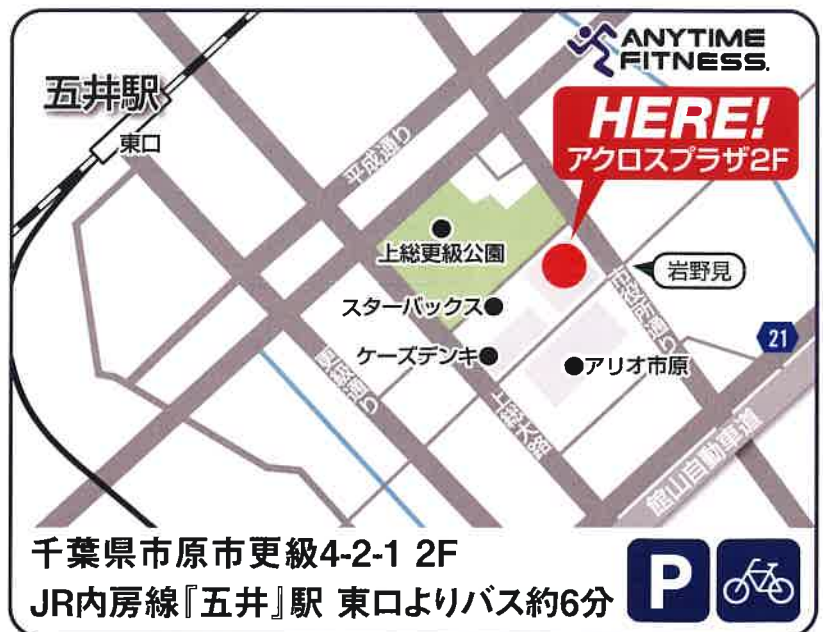 ANYTIME
FITNESS.
五井駅
東口
HERE!
アクロスプラザ2F
平成通り
上総更級公園
岩野見
スターバックス
21
ケーズデンキ
アリオ市原
更級通り
上総大路
館山自動車道
千葉県市原市更級4-2-1 2F
JR内房線『五井』駅 東口よりバス約6分
P